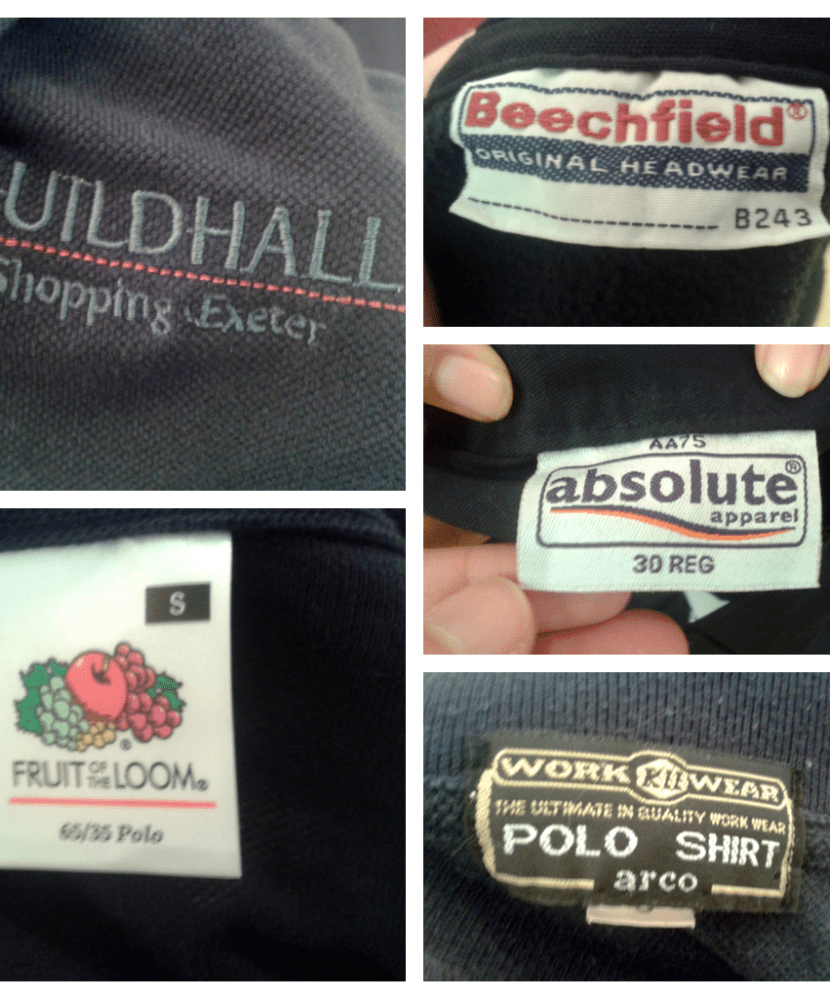 UILDHALL
Shopping Exeter
Beechfield®
ORIGINAL HEADWEAR
B243
AA75
absolute®
apparel
30 REG
S
FRUIT OF THE LOOM®
65/35 Polo
WORK WEAR
THE ULTIMATE IN QUALITY WORK WEAR
POLO SHIRT
arco